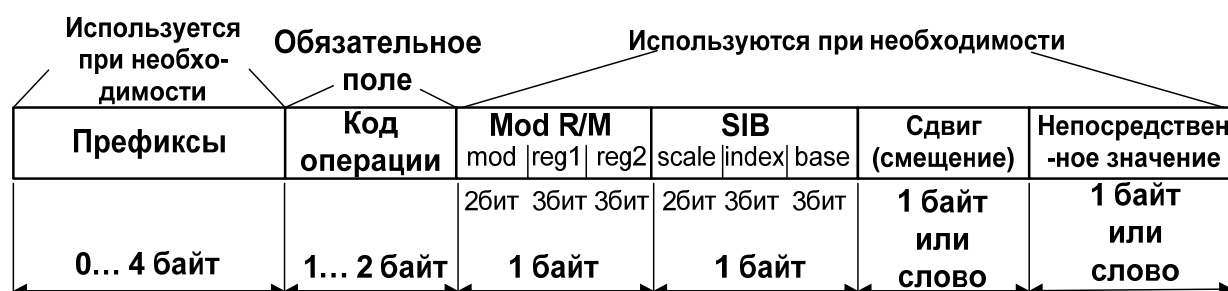 Используется
при необхо-
димости
Обязательное
поле
Используются при необходимости
Префиксы
Код
операции
Mod R/M
mod |reg1| reg2
SIB
scale|index| base
Сдвиг
(смещение)
Непосредствен
-ное значение
0… 4 байт
1… 2 байт
2бит 3бит 3бит
1 байт
2бит 3бит 3бит
1 байт
1 байт
или
слово
1 байт
или
слово